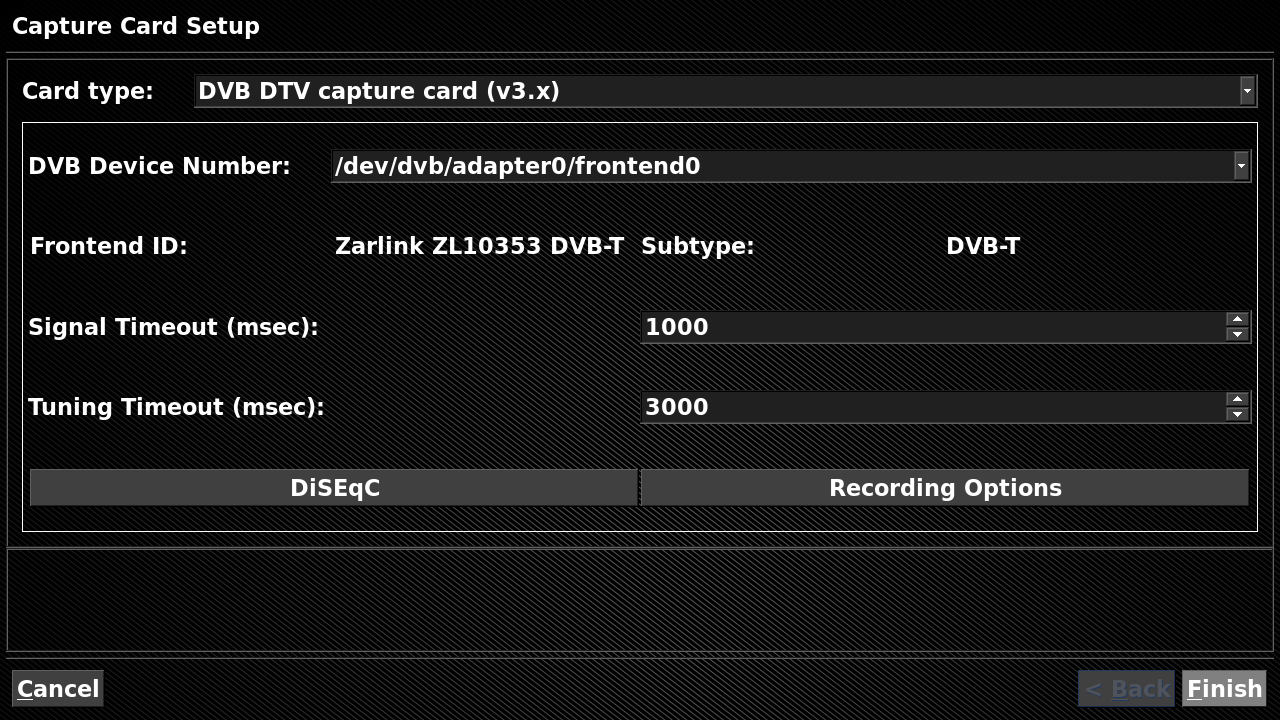 Capture Card Setup
Card type: DVB DTV capture card (v3.x)
DVB Device Number: /dev/dvb/adapter0/frontend0
Frontend ID: Zarlink ZL10353 DVB-T Subtype: DVB-T
Signal Timeout (msec): 1000
Tuning Timeout (msec): 3000
DiSEqC Recording Options
Cancel < Back Finish